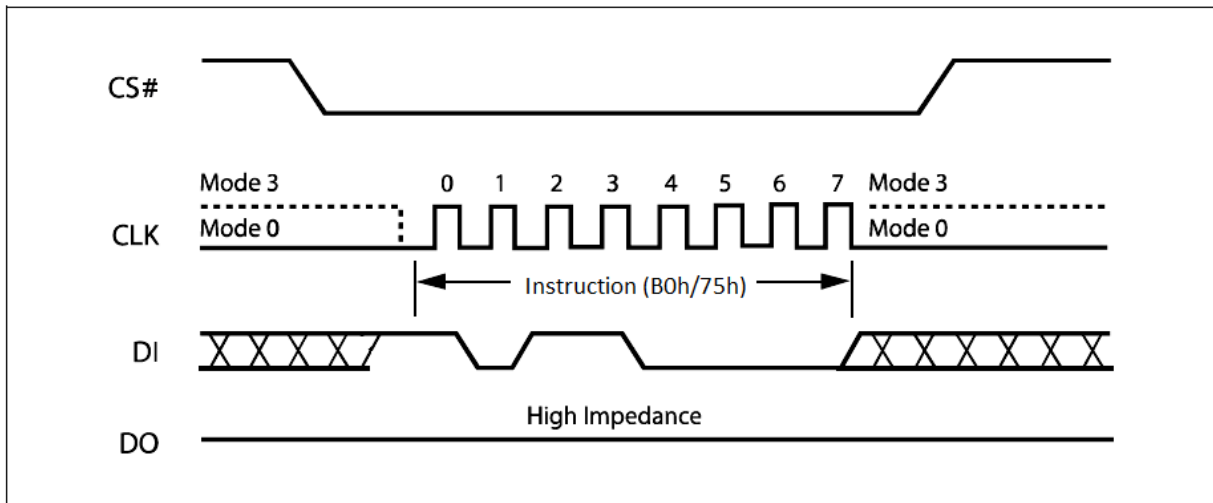 CS#
Mode 3
0 1 2 3 4 5 6 7
Mode 3
CLK
Mode 0
Mode 0
Instruction (B0h/75h)
DI
High Impedance
DO